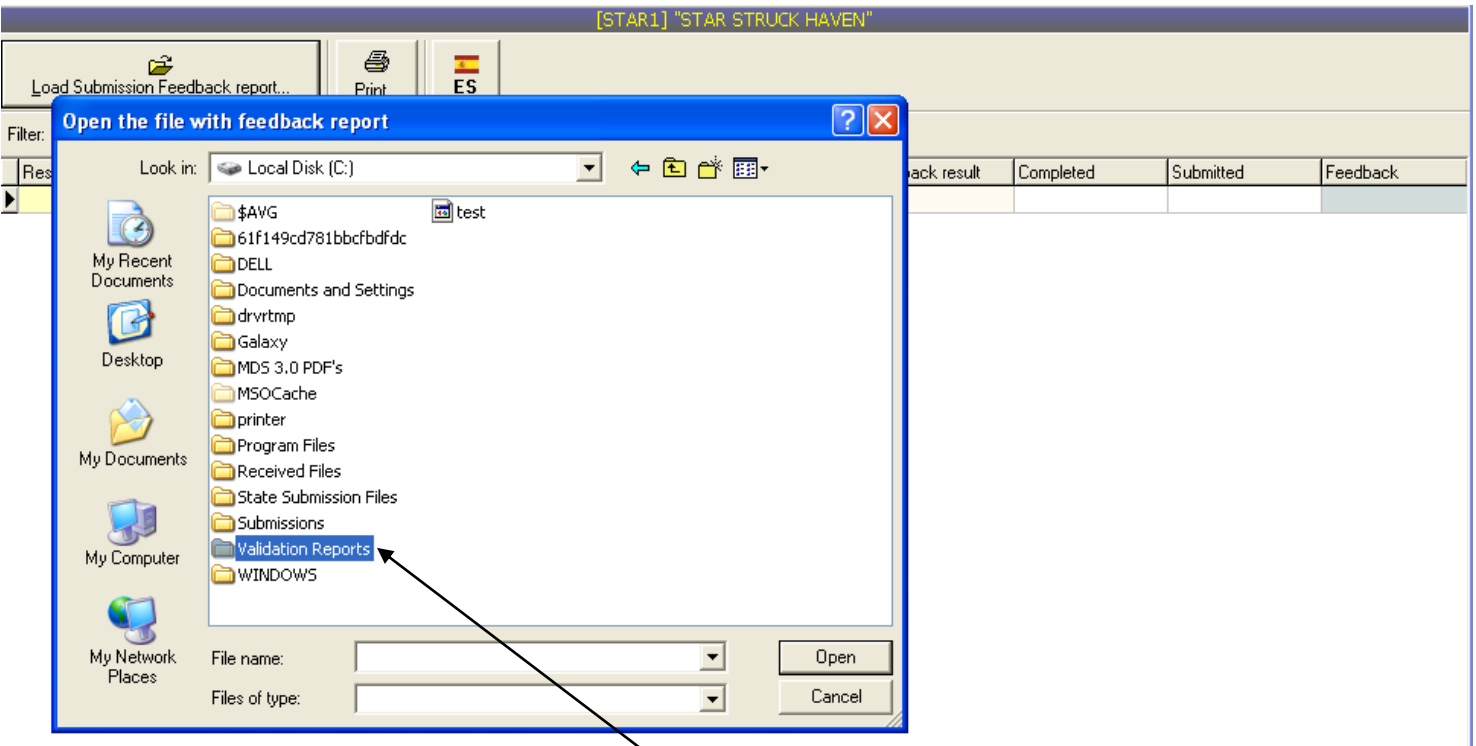 [STAR1] "STAR STRUCK HAVEN"
Load Submission Feedback report...
Print
ES
Open the file with feedback report
Filter:
Look in: Local Disk (C:)
Res
ack result Completed Submitted Feedback
$AVG test
61f149cd781bbcfbdfdc
DELL
Documents and Settings
drvrtmp
Galaxy
MDS 3.0 PDF's
MSOCache
printer
Program Files
Received Files
State Submission Files
Submissions
Validation Reports
WINDOWS
My Recent
Documents
Desktop
My Documents
My Computer
My Network
Places
File name:
Open
Files of type:
Cancel